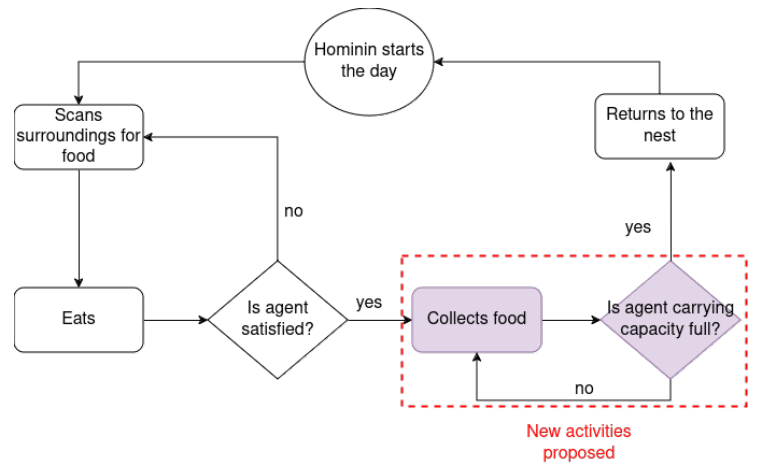 Hominin starts
the day
Scans
surroundings for
food
Returns to the
nest
no
yes
Eats
Is agent
satisfied?
yes
Collects food
Is agent carrying
capacity full?
no
New activities
proposed